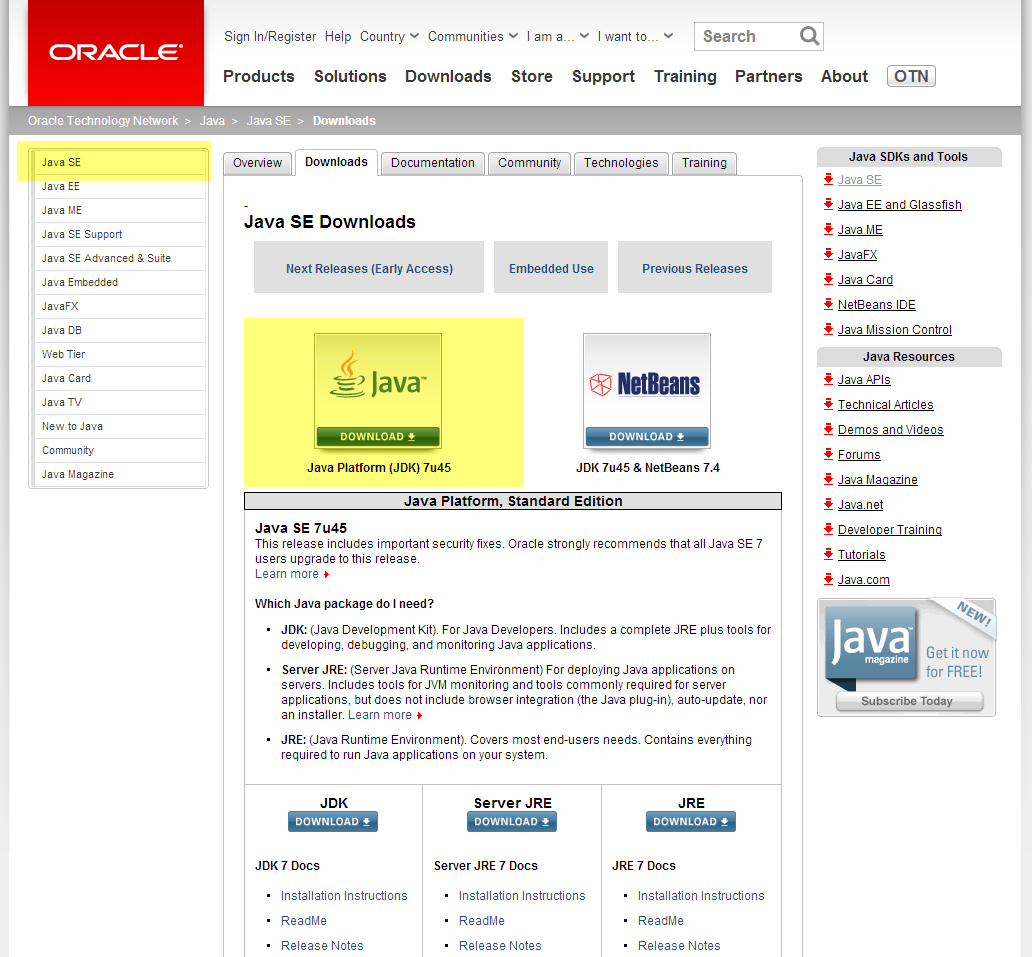 ORACLE
Sign In/Register Help Country Communities I am a... I want to... Search
Products Solutions Downloads Store Support Training Partners About OTN
Oracle Technology Network > Java > Java SE > Downloads
Java SE
Java EE
Java ME
Java SE Support
Java SE Advanced & Suite
Java Embedded
JavaFX
Java DB
Web Tier
Java Card
Java TV
New to Java
Community
Java Magazine
Overview Downloads Documentation Community Technologies Training
-
Java SE Downloads
Next Releases (Early Access) Embedded Use Previous Releases
Java™
DOWNLOAD
Java Platform (JDK) 7u45
NetBeans
DOWNLOAD
JDK 7u45 & NetBeans 7.4
Java Platform, Standard Edition
Java SE 7u45
This release includes important security fixes. Oracle strongly recommends that all Java SE 7
users upgrade to this release.
Learn more
Which Java package do I need?
JDK: (Java Development Kit). For Java Developers. Includes a complete JRE plus tools for
developing, debugging, and monitoring Java applications.
Server JRE: (Server Java Runtime Environment) For deploying Java applications on
servers. Includes tools for JVM monitoring and tools commonly required for server
applications, but does not include browser integration (the Java plug-in), auto-update, nor
an installer. Learn more
JRE: (Java Runtime Environment). Covers most end-users needs. Contains everything
required to run Java applications on your system.
JDK
DOWNLOAD
JDK 7 Docs
Installation Instructions
ReadMe
Release Notes
Server JRE
DOWNLOAD
Server JRE 7 Docs
Installation Instructions
ReadMe
Release Notes
JRE
DOWNLOAD
JRE 7 Docs
Installation Instructions
ReadMe
Release Notes
Java SDKs and Tools
Java SE
Java EE and Glassfish
Java ME
JavaFX
Java Card
NetBeans IDE
Java Mission Control
Java Resources
Java APIs
Technical Articles
Demos and Videos
Forums
Java Magazine
Java.net
Developer Training
Tutorials
Java.com
NEW!
Java™
magazine
Get it now
for FREE!
Subscribe Today